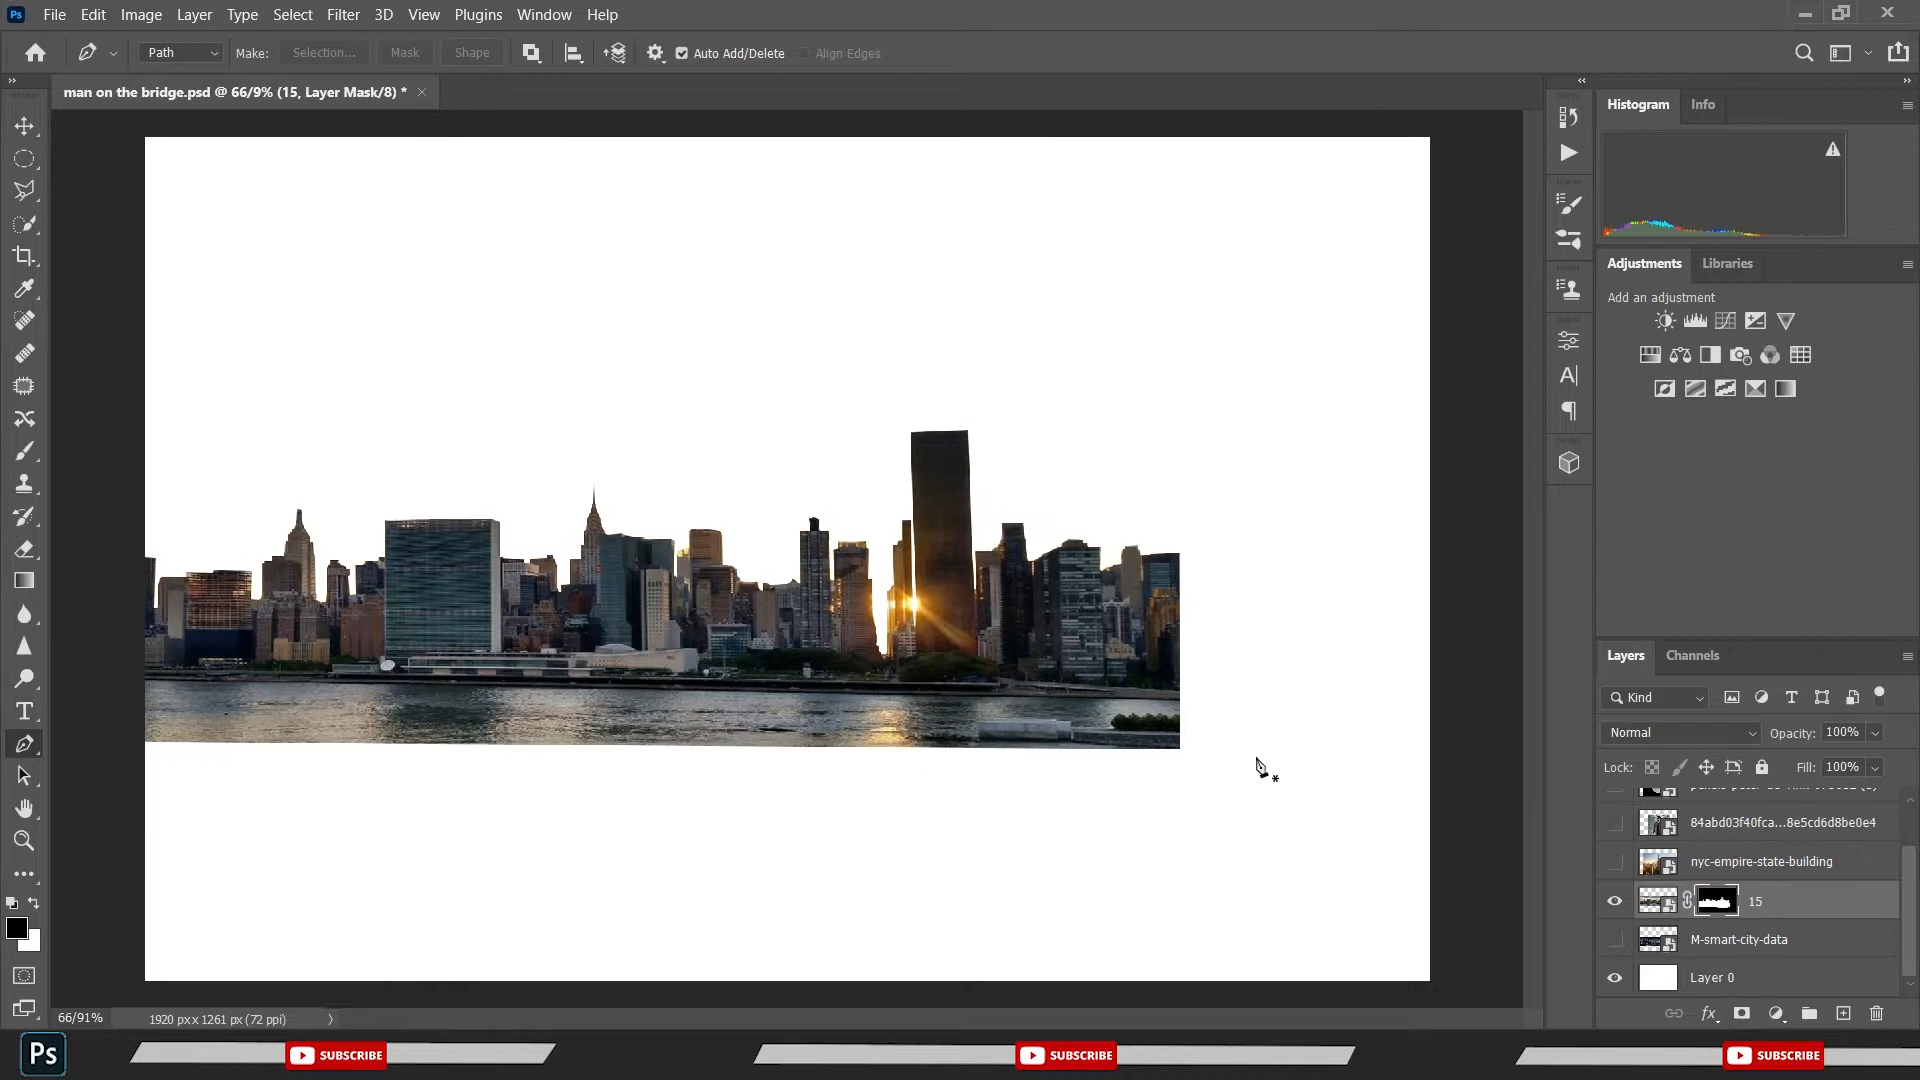 Ps File Edit Image Layer Type Select Filter 3D View Plugins Window Help
Path Make: Selection... Mask Shape Auto Add/Delete Align Edges
man on the bridge.psd @ 66/9% (15, Layer Mask/8) *
Histogram Info
Adjustments Libraries
Add an adjustment
Layers Channels
Kind
Normal Opacity: 100%
Lock: Fill: 100%
84abd03f40fca...8e5cd6d8be0e4
nyc-empire-state-building
15
M-smart-city-data
Layer 0
66/91% 1920 px x 1261 px (72 ppi)
Ps SUBSCRIBE SUBSCRIBE SUBSCRIBE